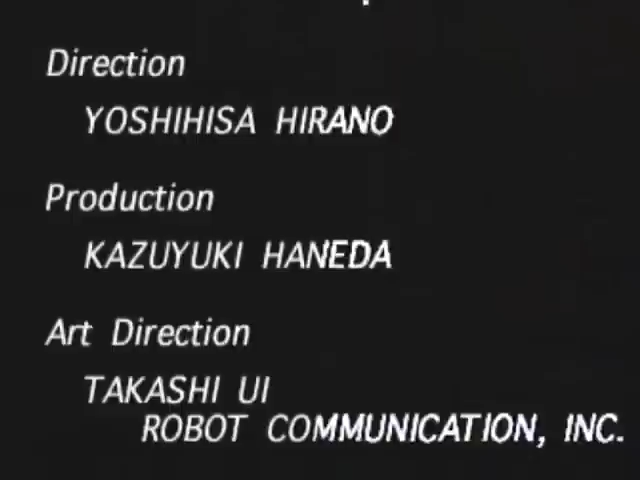 Direction
YOSHIHISA HIRANO
Production
KAZUYUKI HANEDA
Art Direction
TAKASHI UI
ROBOT COMMUNICATION, INC.